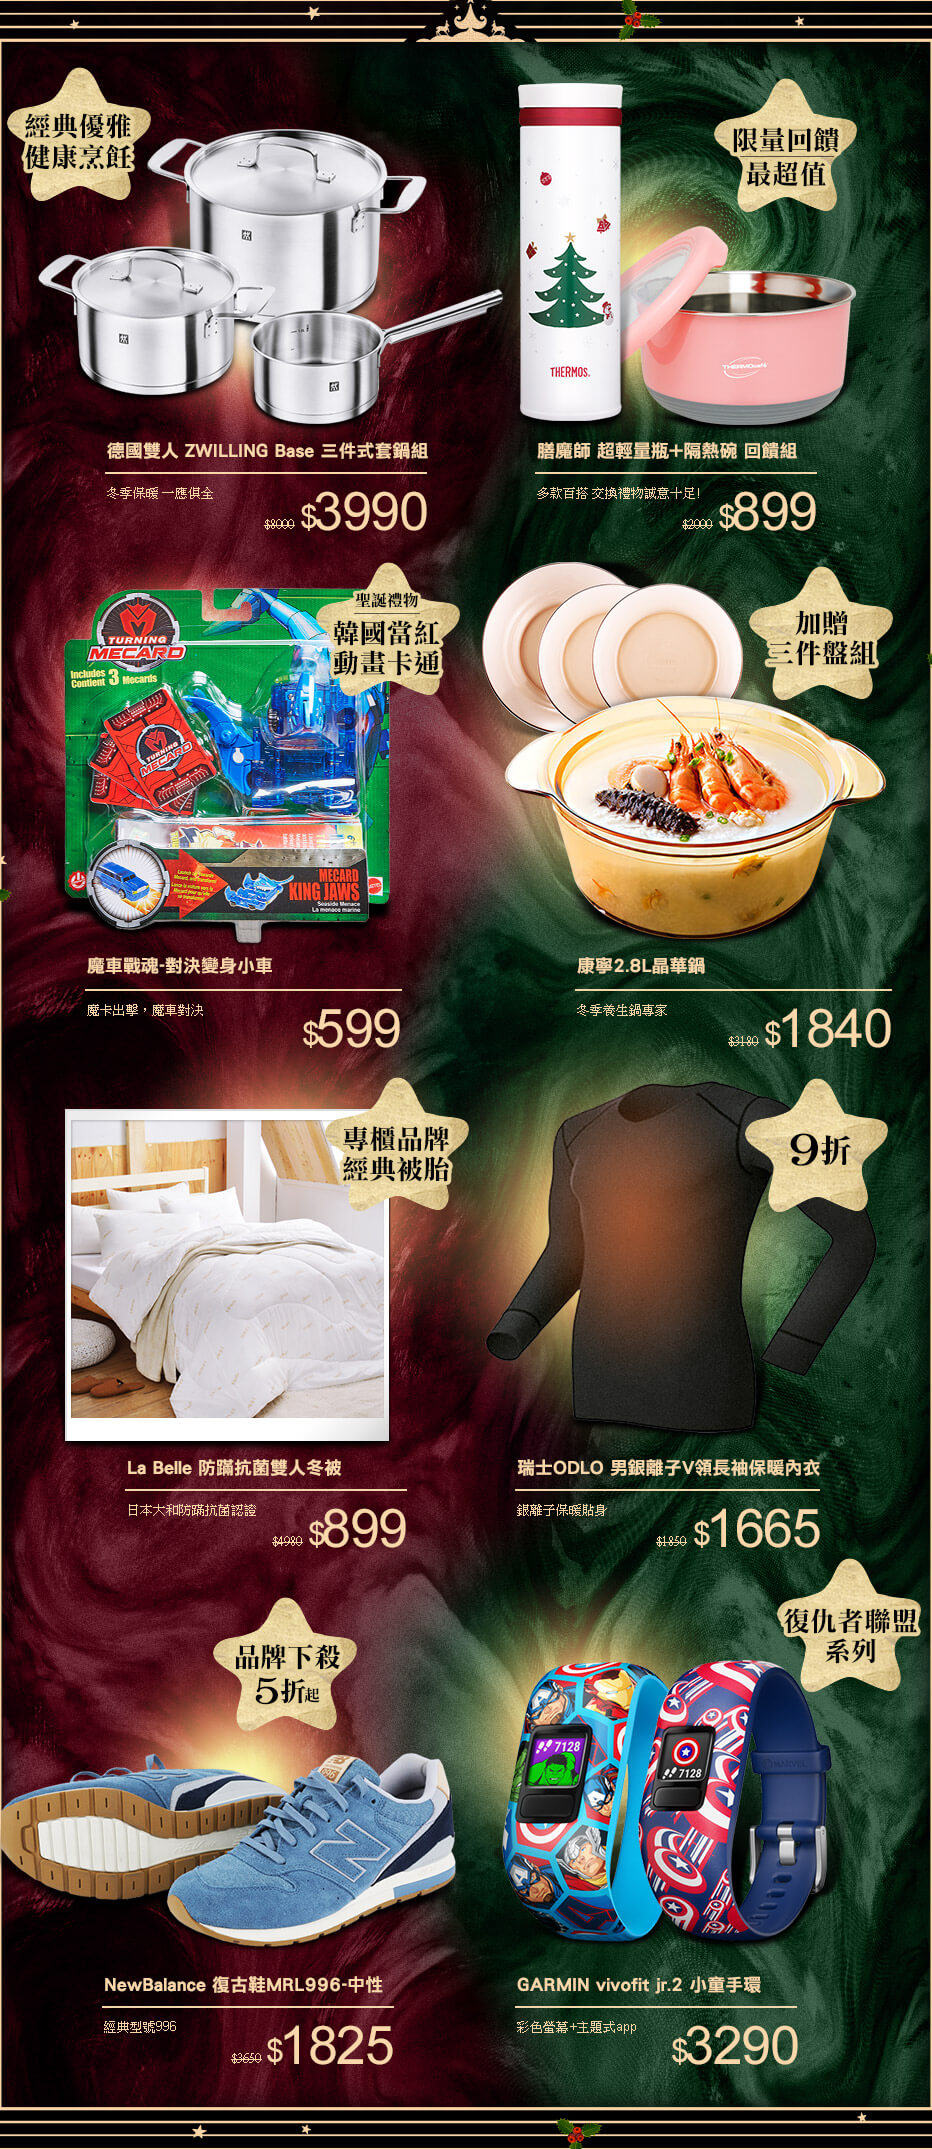 經典優雅
健康烹飪
限量回饋
最超值
THERMOS.
THERMOcafé
德國雙人 ZWILLING Base 三件式套鍋組
冬季保暖 一應俱全
$8000 $3990
膳魔師 超輕量瓶+隔熱碗 回饋組
多款百搭 交換禮物誠意十足!
$2000 $899
聖誕禮物
韓國當紅
動畫卡通
TURNING
MECARD
Includes
Contient 3 Mecards
TURNING
MECARD
MECARD
KING JAWS
Seaside Menace
La menace marine
加贈
三件盤組
魔車戰魂-對決變身小車
魔卡出擊，魔車對決
$599
康寧2.8L晶華鍋
冬季養生鍋專家
$3180 $1840
專櫃品牌
經典被胎
9折
La Belle 防蹣抗菌雙人冬被
日本大和防蹣抗菌認證
$4980 $899
瑞士ODLO 男銀離子V領長袖保暖內衣
銀離子保暖貼身
$1850 $1665
品牌下殺
5折起
復仇者聯盟
系列
996
N
7128
7128
MARVEL
NewBalance 復古鞋MRL996-中性
經典型號996
$3650 $1825
GARMIN vivofit jr.2 小童手環
彩色螢幕+主題式app
$3290